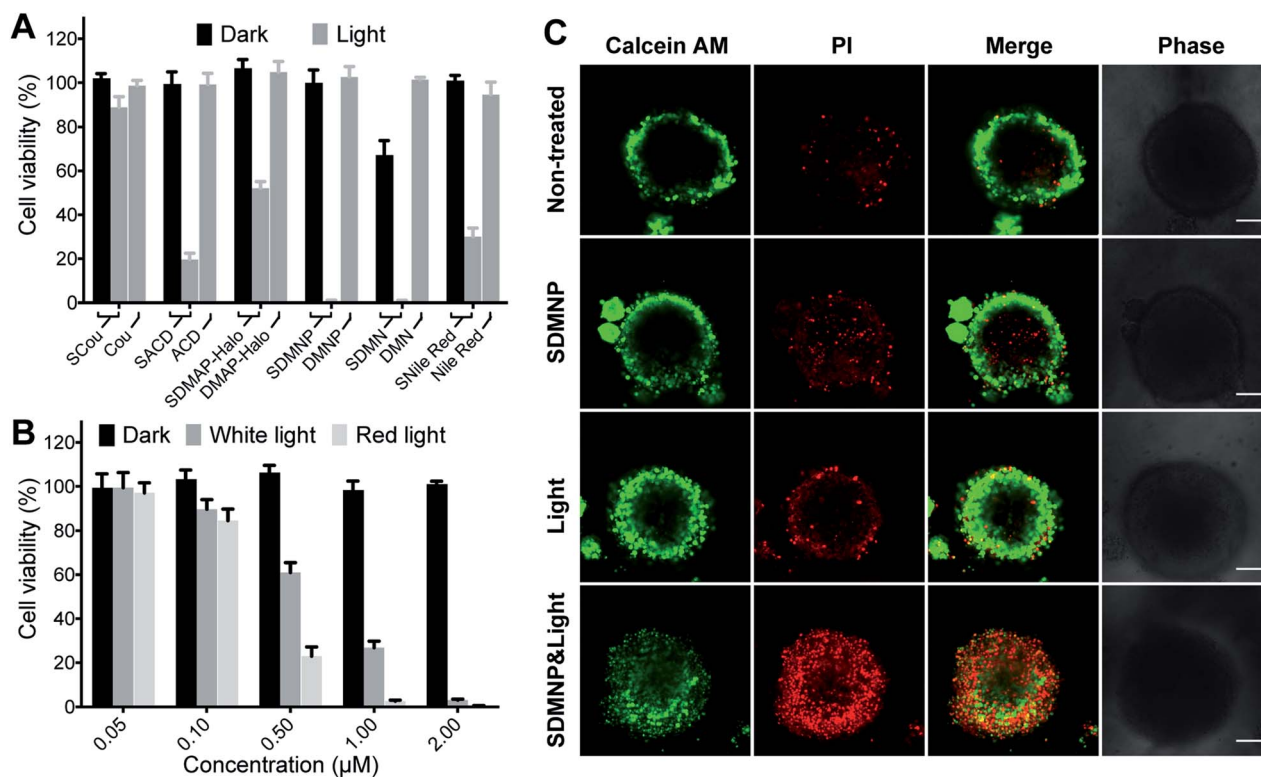 A
Dark Light
Cell viability (%)
120
100
80
60
40
20
0
SCou
Cou
SACD
ACD
SDMAP-Halo
DMAP-Halo
SDMNP
DMNP
SDMN
DMN
SNile Red
Nile Red
B
Dark White light Red light
Cell viability (%)
120
100
80
60
40
20
0
0.05
0.10
0.50
1.00
2.00
Concentration (µM)
C
Calcein AM PI Merge Phase
Non-treated
SDMNP
Light
SDMNP&Light